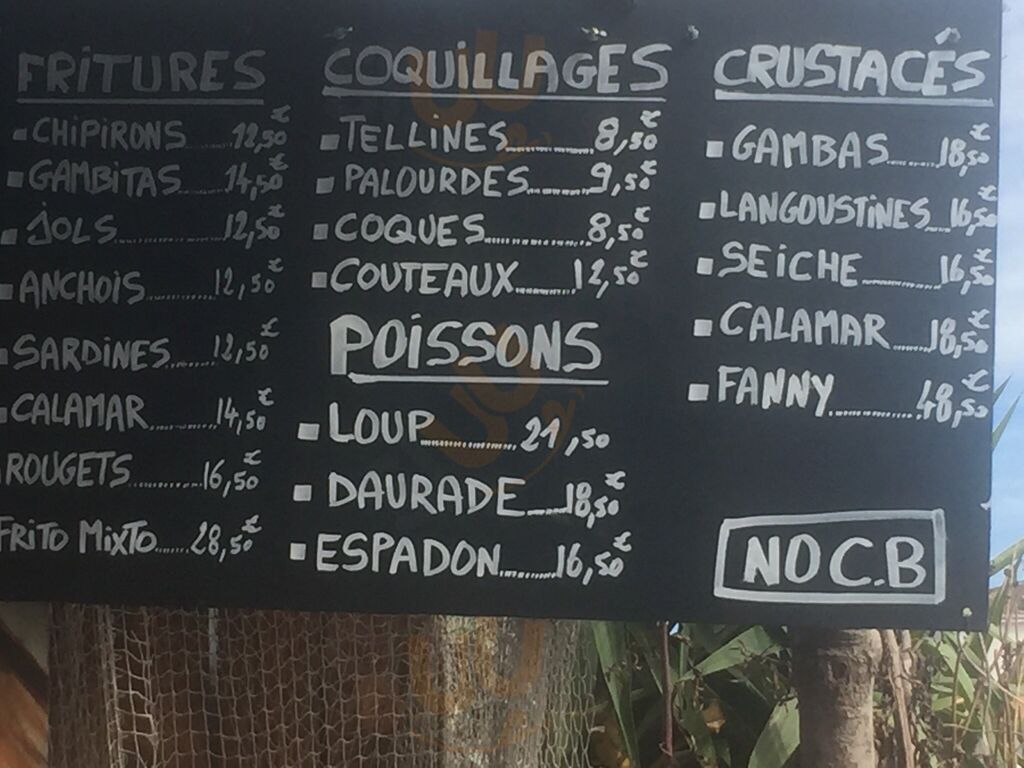 FRITURES
CHIPIRONS 12,50€
GAMBITAS 14,50€
JOLS 12,50€
ANCHOIS 12,50€
SARDINES 12,50€
CALAMAR 14,50€
ROUGETS 16,50€
FRITO MIXTO 28,50€
COQUILLAGES
TELLINES 8,50€
PALOURDES 9,50€
COQUES 8,50€
COUTEAUX 12,50€
POISSONS
LOUP 21,50
DAURADE 18,50€
ESPADON 16,50€
CRUSTACÉS
GAMBAS 18,50€
LANGOUSTINES 16,50€
SEICHE 16,50€
CALAMAR 18,50€
FANNY 48,50€
NO C.B